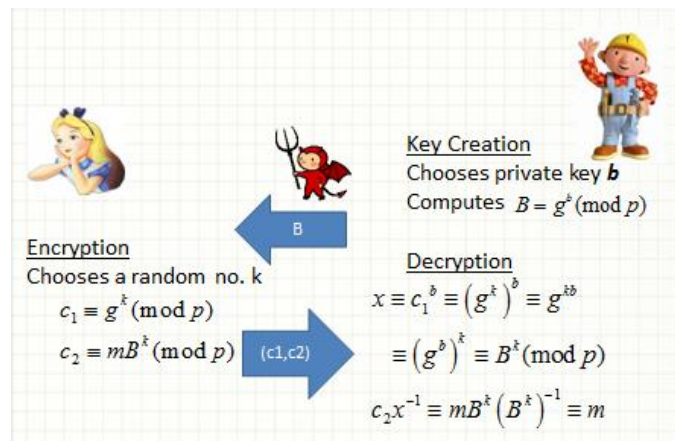 Key Creation
Chooses private key b
Computes B = g^b (mod p)
B
Encryption
Chooses a random no. k
c₁ ≡ g^k (mod p)
c₂ ≡ mB^k (mod p)
(c1,c2)
Decryption
x ≡ c₁^b ≡ (g^k)^b ≡ g^kb
≡ (g^b)^k ≡ B^k (mod p)
c₂x⁻¹ ≡ mB^k (B^k)⁻¹ ≡ m